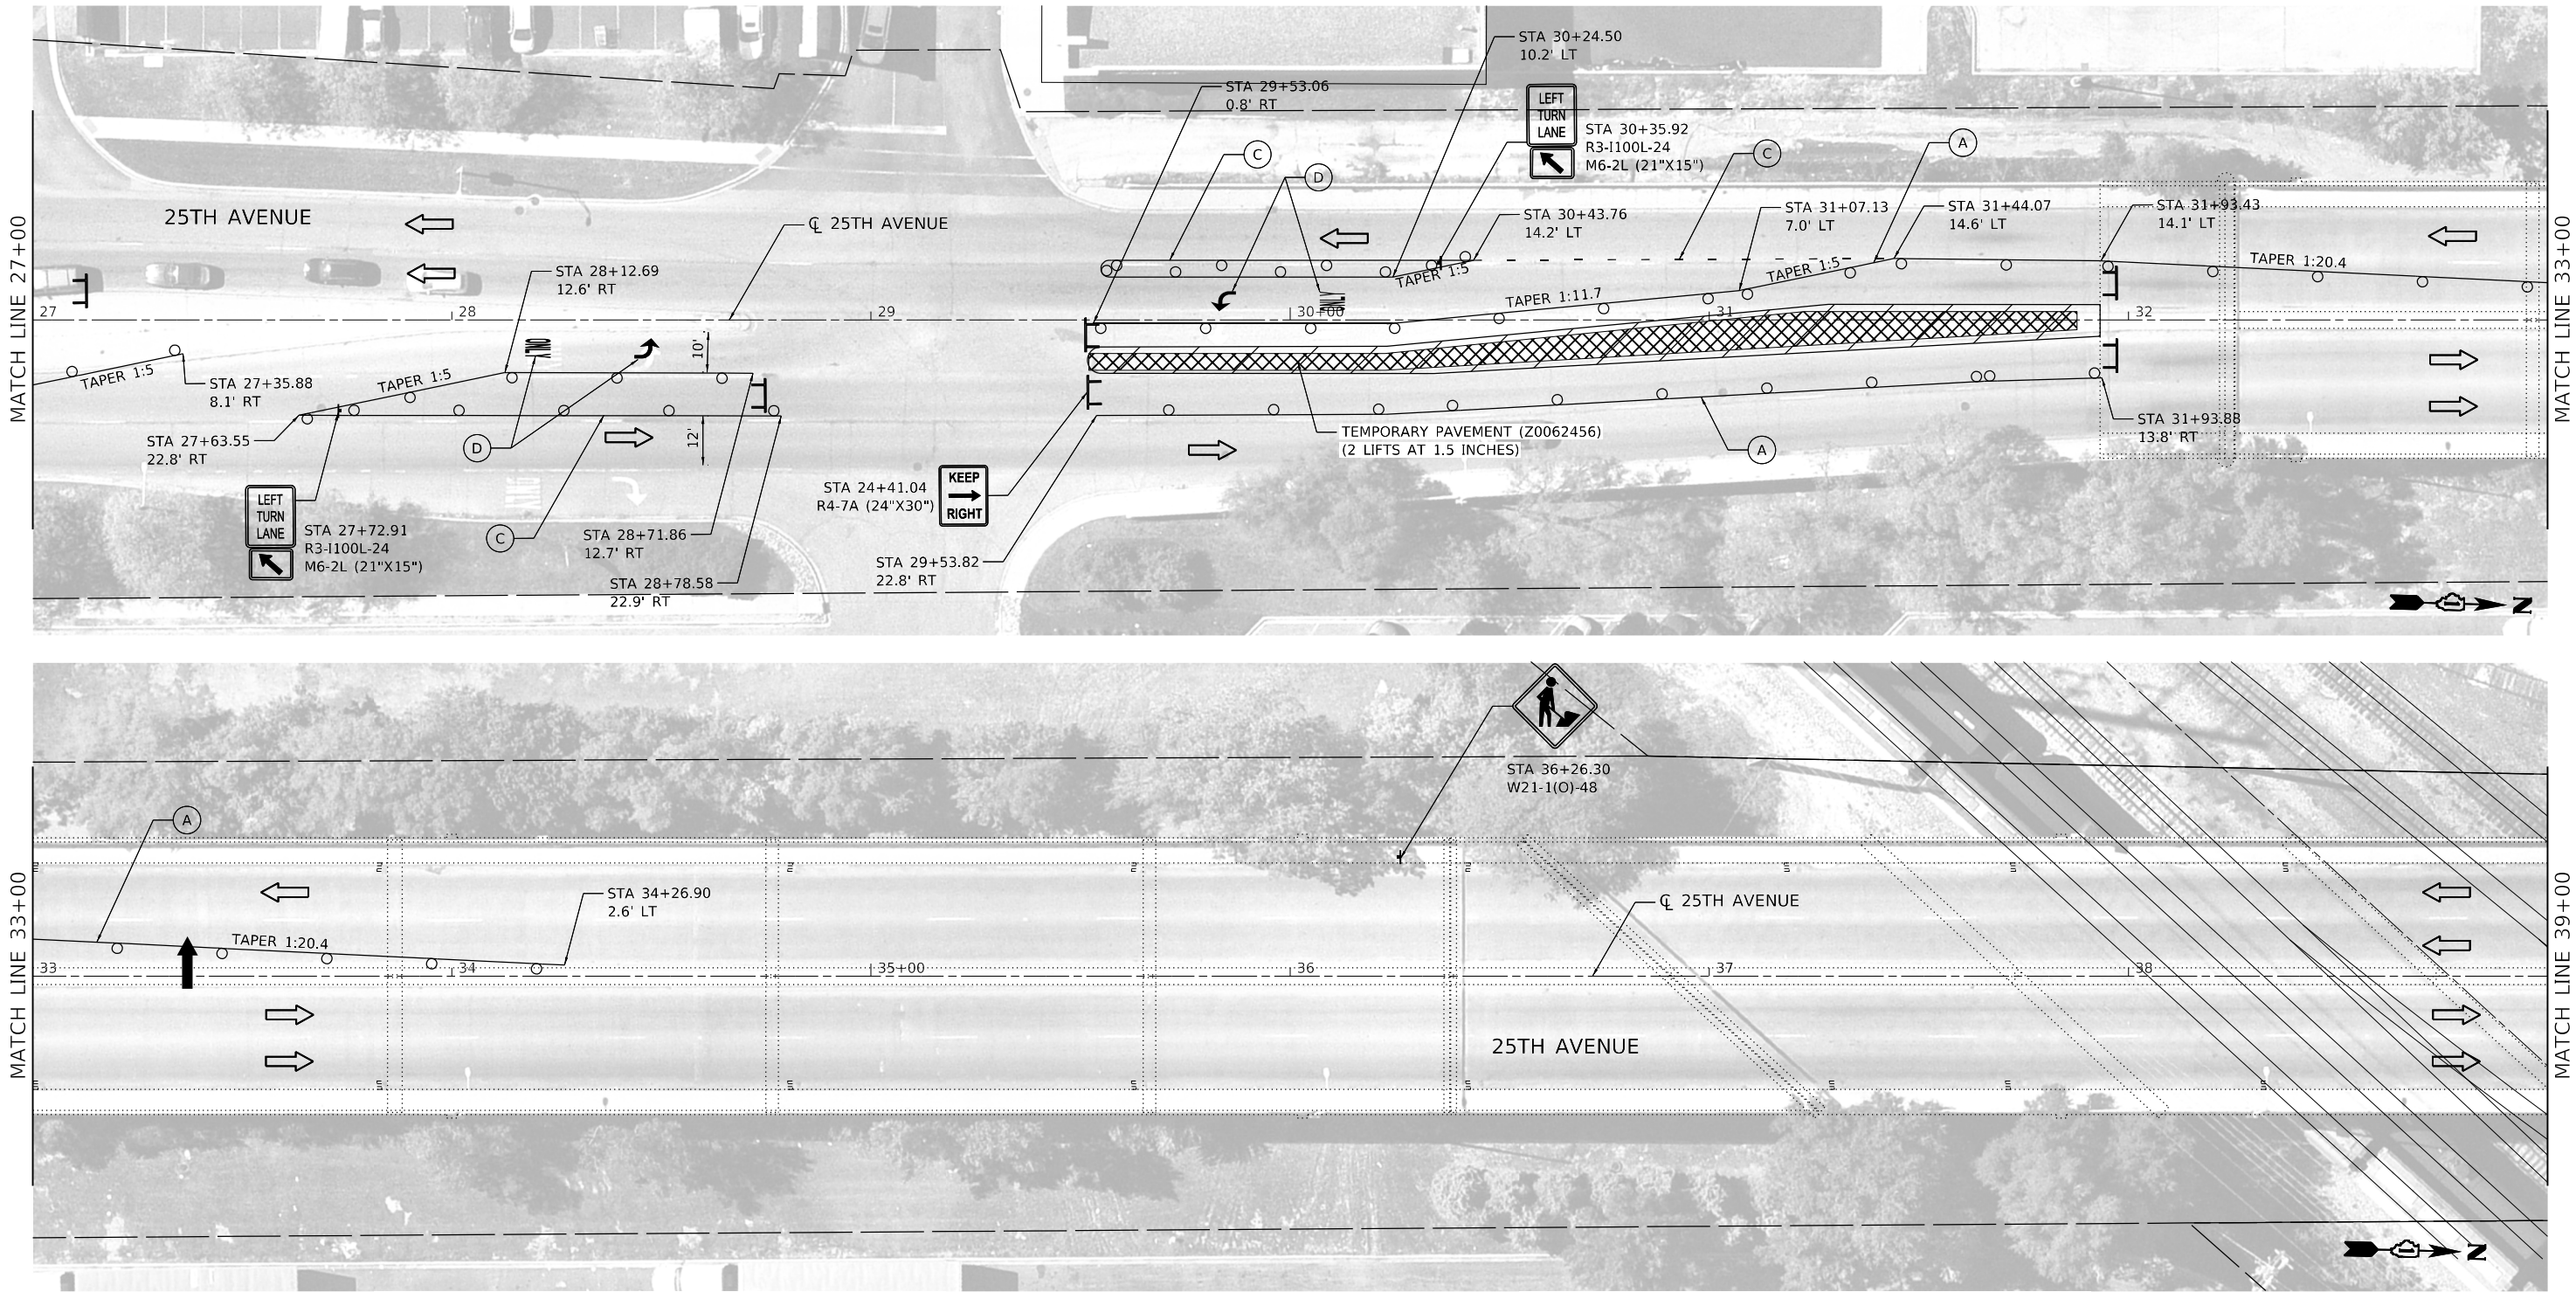 STA 30+24.50
10.2' LT
STA 29+53.06
0.8' RT
LEFT
TURN
LANE
STA 30+35.92
R3-I100L-24
M6-2L (21"X15")
C
D
C
A
25TH AVENUE
℄ 25TH AVENUE
STA 30+43.76
14.2' LT
STA 31+07.13
7.0' LT
STA 31+44.07
14.6' LT
STA 31+93.43
14.1' LT
MATCH LINE 27+00
MATCH LINE 33+00
STA 28+12.69
12.6' RT
TAPER 1:5
TAPER 1:11.7
TAPER 1:5
TAPER 1:20.4
27
28
29
30+00
31
32
ONLY
ONLY
10'
TAPER 1:5
TAPER 1:5
STA 27+35.88
8.1' RT
STA 27+63.55
22.8' RT
D
12'
LEFT
TURN
LANE
STA 27+72.91
R3-I100L-24
M6-2L (21"X15")
C
STA 28+71.86
12.7' RT
STA 28+78.58
22.9' RT
STA 24+41.04
R4-7A (24"X30")
KEEP
RIGHT
STA 29+53.82
22.8' RT
TEMPORARY PAVEMENT (Z0062456)
(2 LIFTS AT 1.5 INCHES)
A
STA 31+93.88
13.8' RT
N
STA 36+26.30
W21-1(O)-48
A
MATCH LINE 33+00
MATCH LINE 39+00
STA 34+26.90
2.6' LT
℄ 25TH AVENUE
TAPER 1:20.4
33
34
35+00
36
37
38
25TH AVENUE
N